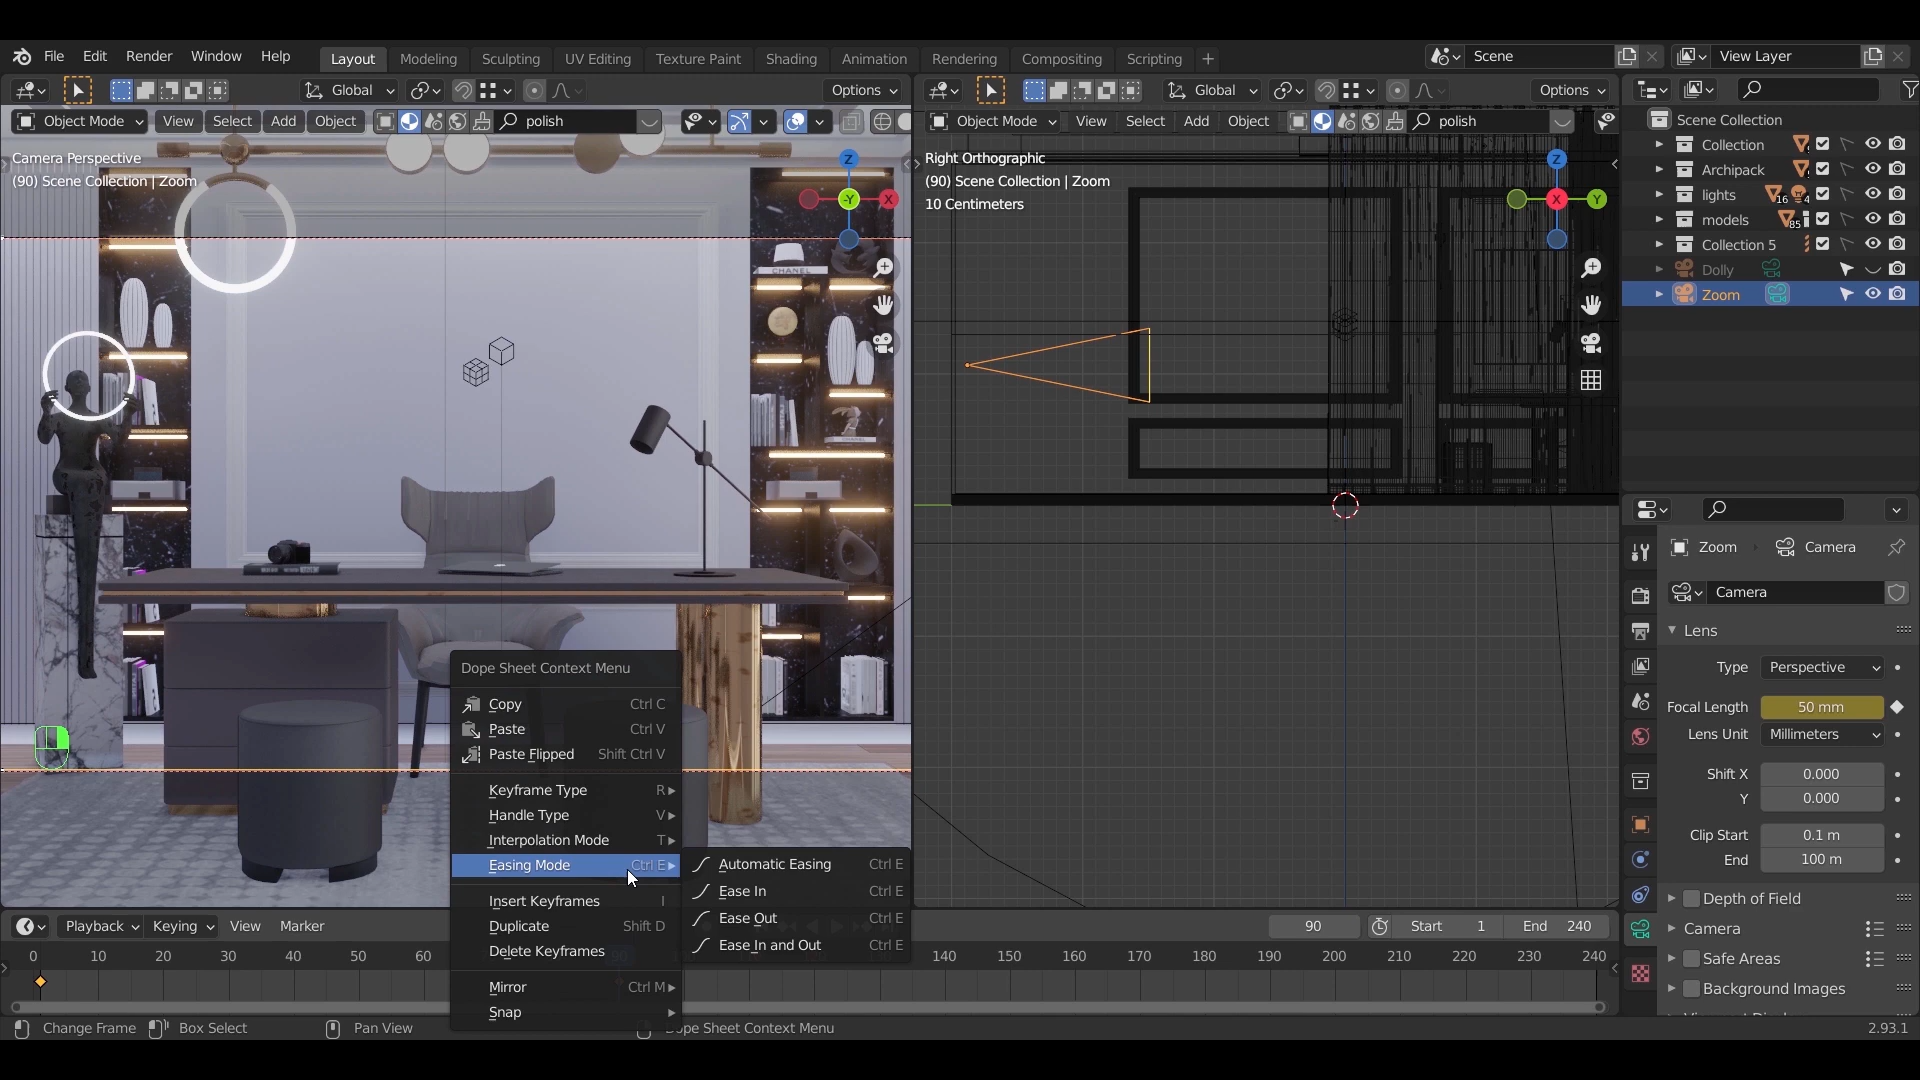 File Edit Render Window Help Layout Modeling Sculpting UV Editing Texture Paint Shading Animation Rendering Compositing Scripting + Scene View Layer
Global Options Global Options
Object Mode View Select Add Object polish Object Mode View Select Add Object polish
Scene Collection
Collection
Archipack
lights 16 4
models 85
Collection 5
Dolly
Zoom
Camera Perspective
(90) Scene Collection | Zoom
Z
-Y
X
CHANEL
Right Orthographic
(90) Scene Collection | Zoom
10 Centimeters
Z
X
Y
Zoom Camera
Camera
Lens
Type Perspective
Focal Length 50 mm
Lens Unit Millimeters
Shift X 0.000
Y 0.000
Clip Start 0.1 m
End 100 m
Depth of Field
Camera
Safe Areas
Background Images
Dope Sheet Context Menu
Copy Ctrl C
Paste Ctrl V
Paste Flipped Shift Ctrl V
Keyframe Type R
Handle Type V
Interpolation Mode T
Easing Mode Ctrl E
Insert Keyframes I
Duplicate Shift D
Delete Keyframes
Mirror Ctrl M
Snap
Automatic Easing Ctrl E
Ease In Ctrl E
Ease Out Ctrl E
Ease In and Out Ctrl E
Playback Keying View Marker 90 Start 1 End 240
0 10 20 30 40 50 60 90 140 150 160 170 180 190 200 210 220 230 240
Change Frame Box Select Pan View Dope Sheet Context Menu 2.93.1